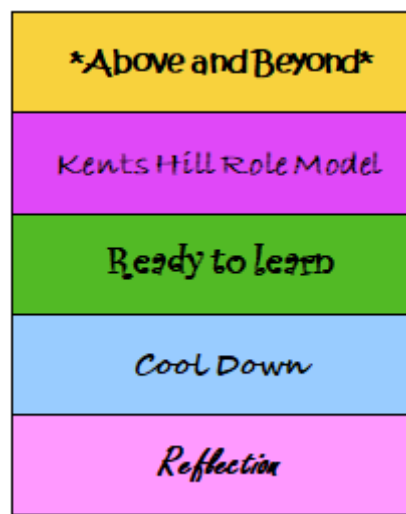 *Above and Beyond*
Kents Hill Role Model
Ready to learn
Cool Down
Reflection